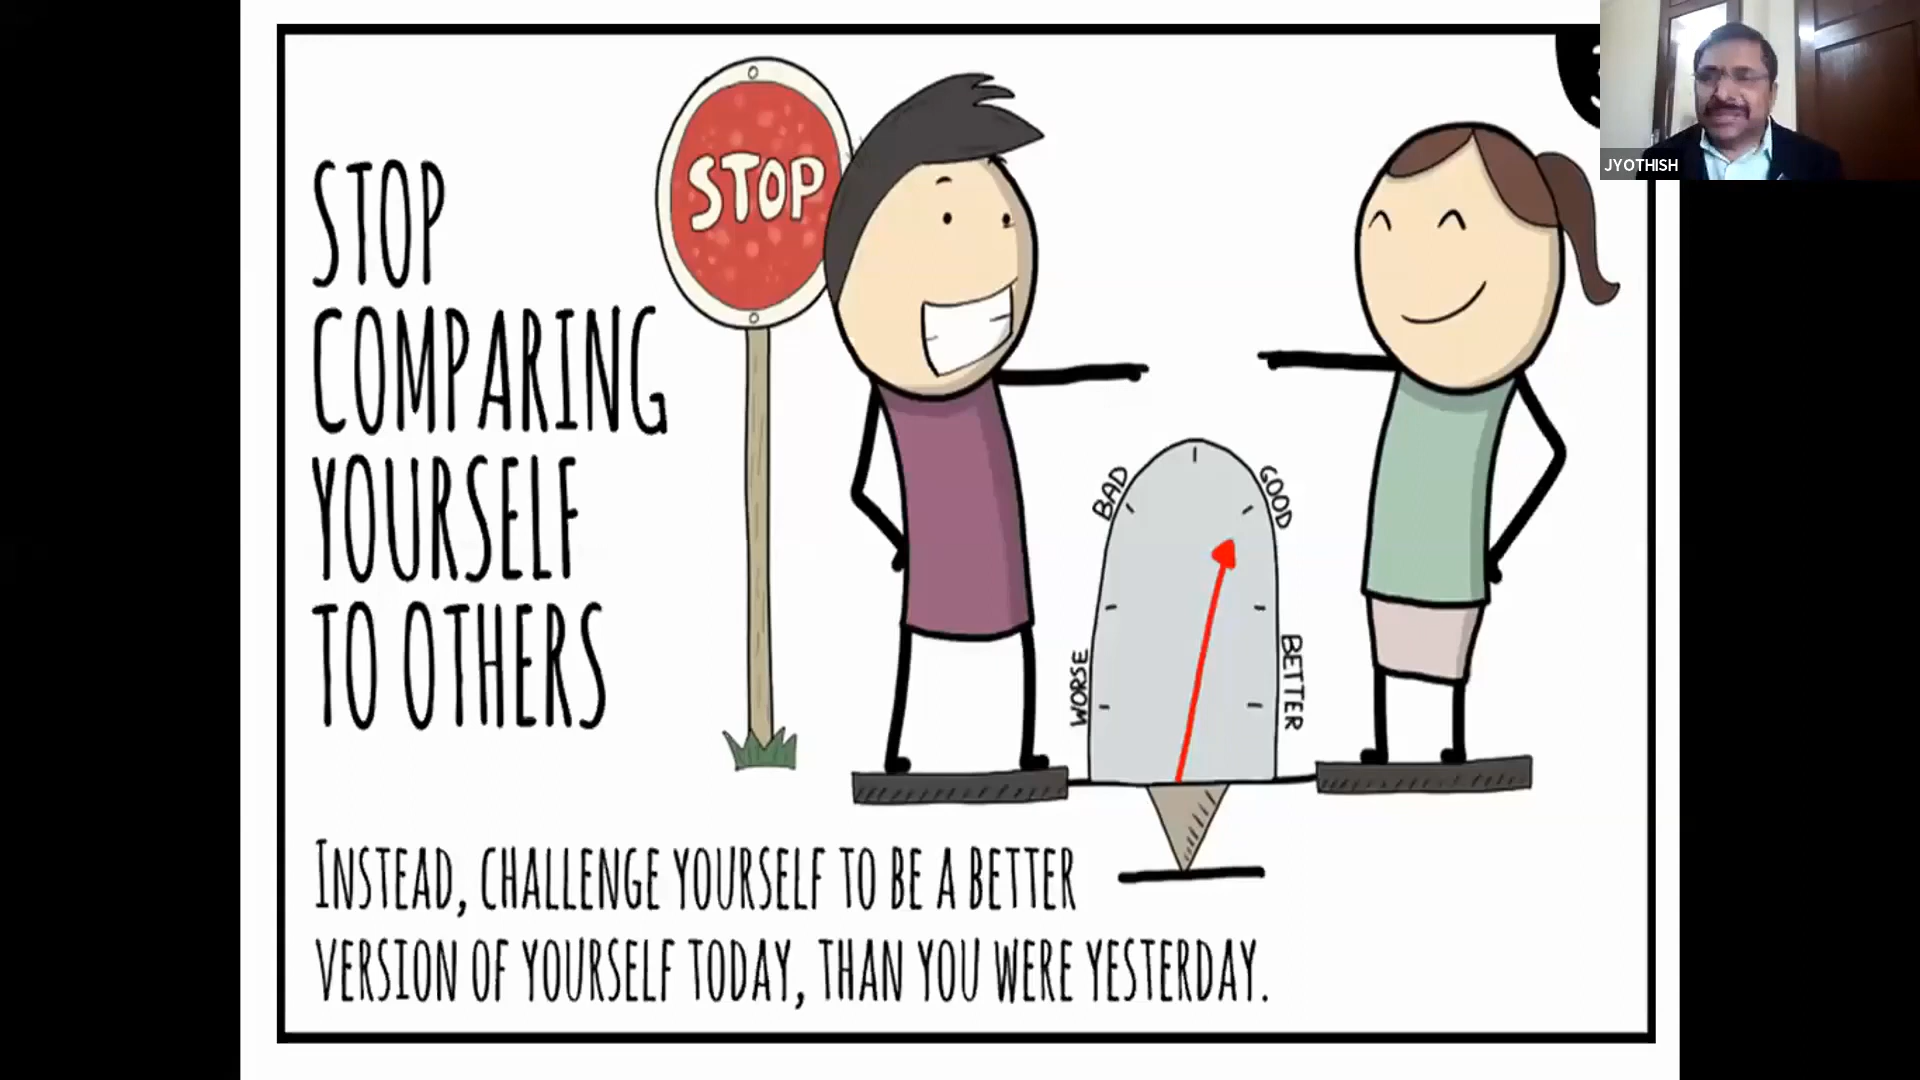 STOP
COMPARING
YOURSELF
TO OTHERS
STOP
BAD
GOOD
WORSE
BETTER
INSTEAD, CHALLENGE YOURSELF TO BE A BETTER
VERSION OF YOURSELF TODAY, THAN YOU WERE YESTERDAY.
JYOTHISH